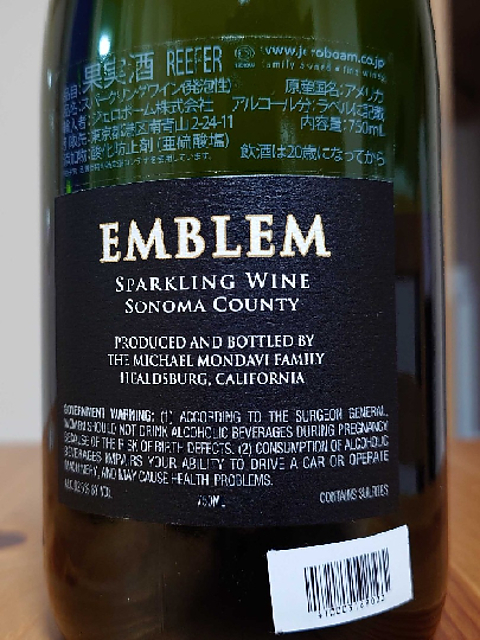 www.jeroboam.co.jp
family owned fine wines
品目:果実酒 REEFER
品名:スパークリングワイン(発泡性) 原産国名:アメリカ
輸入者:ジェロボーム株式会社 アルコール分:ラベルに記載
東京都港区南青山2-24-11 内容量:750mL
酸化防止剤(亜硫酸塩)
飲酒は20歳になってから
EMBLEM
SPARKLING WINE
SONOMA COUNTY
PRODUCED AND BOTTLED BY
THE MICHAEL MONDAVI FAMILY
HEALDSBURG, CALIFORNIA
GOVERNMENT WARNING: (1) ACCORDING TO THE SURGEON GENERAL,
WOMEN SHOULD NOT DRINK ALCOHOLIC BEVERAGES DURING PREGNANCY
BECAUSE OF THE RISK OF BIRTH DEFECTS. (2) CONSUMPTION OF ALCOHOLIC
BEVERAGES IMPAIRS YOUR ABILITY TO DRIVE A CAR OR OPERATE
MACHINERY, AND MAY CAUSE HEALTH PROBLEMS.
BY VOL 750ML CONTAINS SULFITES